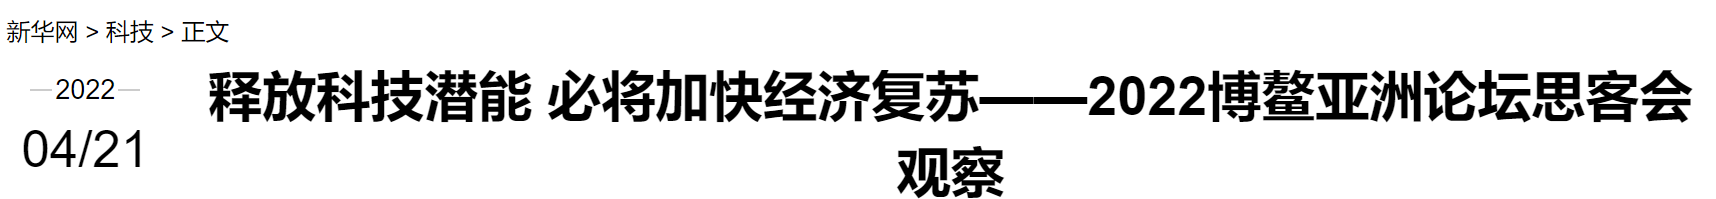 新华网 > 科技 > 正文
2022
04/21
释放科技潜能 必将加快经济复苏——2022博鳌亚洲论坛思客会
观察